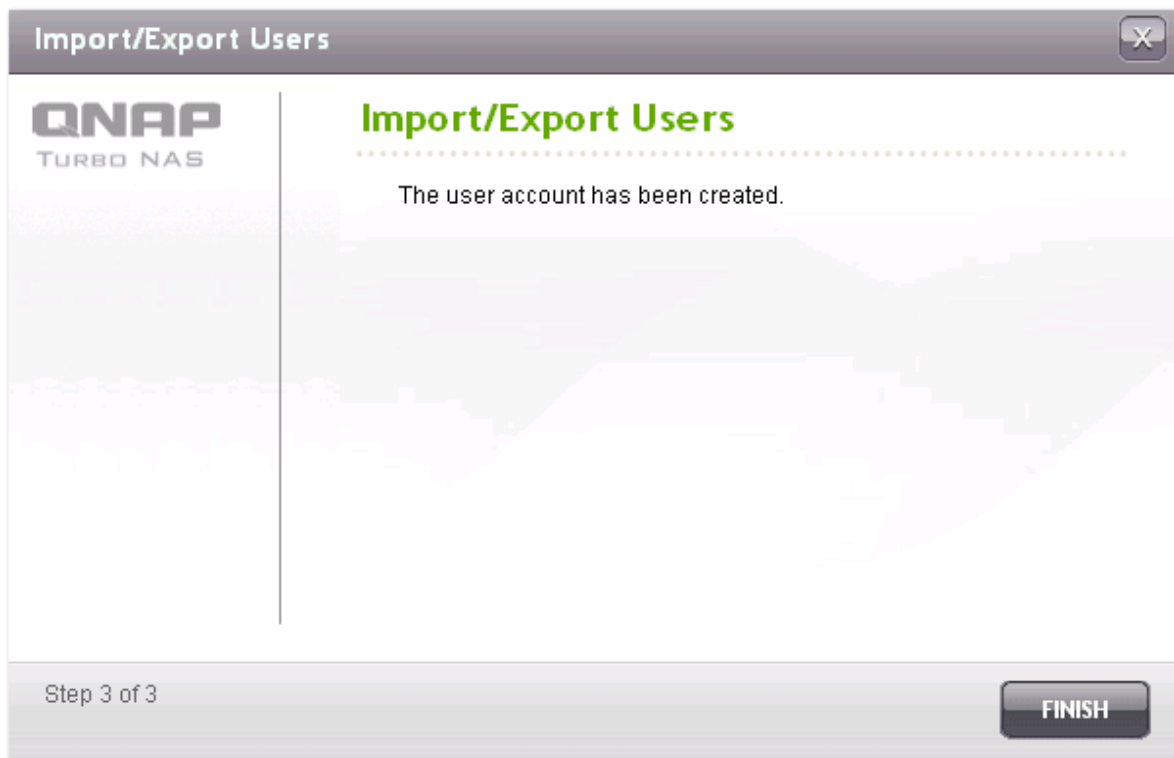 Import/Export Users
X
QNAP
TURBO NAS
Import/Export Users
The user account has been created.
Step 3 of 3
FINISH